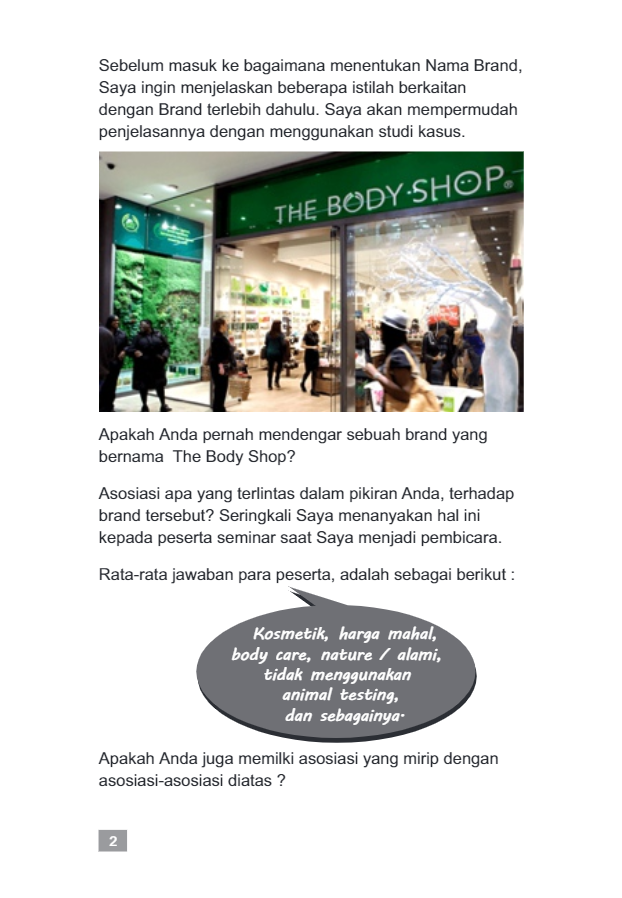 Sebelum masuk ke bagaimana menentukan Nama Brand,
Saya ingin menjelaskan beberapa istilah berkaitan
dengan Brand terlebih dahulu. Saya akan mempermudah
penjelasannya dengan menggunakan studi kasus.
THE BODY SHOP®
Apakah Anda pernah mendengar sebuah brand yang
bernama The Body Shop?
Asosiasi apa yang terlintas dalam pikiran Anda, terhadap
brand tersebut? Seringkali Saya menanyakan hal ini
kepada peserta seminar saat Saya menjadi pembicara.
Rata-rata jawaban para peserta, adalah sebagai berikut :
Kosmetik, harga mahal,
body care, nature / alami,
tidak menggunakan
animal testing,
dan sebagainya.
Apakah Anda juga memilki asosiasi yang mirip dengan
asosiasi-asosiasi diatas ?
2